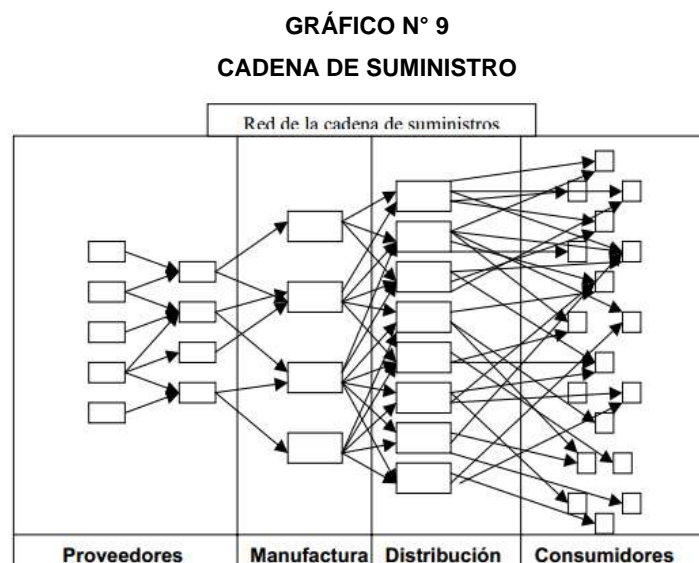 GRÁFICO N° 9
CADENA DE SUMINISTRO
Red de la cadena de suministros
Proveedores Manufactura Distribución Consumidores